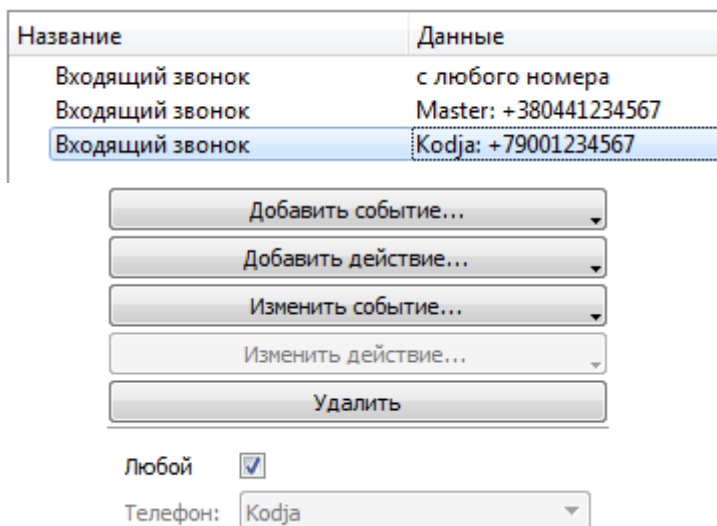 Название Данные
Входящий звонок с любого номера
Входящий звонок Master: +380441234567
Входящий звонок Kodja: +79001234567
Добавить событие...
Добавить действие...
Изменить событие...
Изменить действие...
Удалить
Любой
Телефон: Kodja